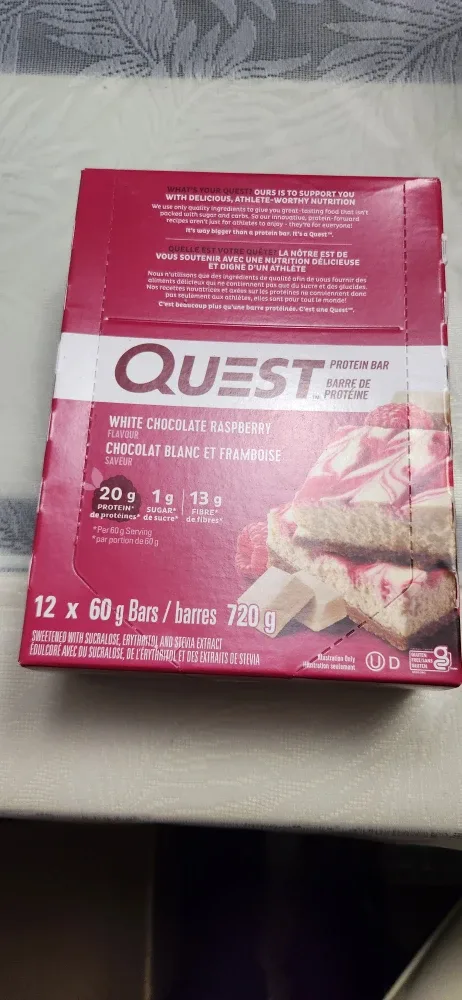 WHAT'S YOUR QUEST? OURS IS TO SUPPORT YOU
WITH DELICIOUS, ATHLETE-WORTHY NUTRITION
We use only quality ingredients to give you great-tasting food that isn't
packed with sugar and carbs. So our innovative, protein-forward
recipes aren't just for athletes to enjoy - they're for everyone!
It's way bigger than a protein bar. It's a Quest™.
QUELLE EST VOTRE QUÊTE? LA NÔTRE EST DE
VOUS SOUTENIR AVEC UNE NUTRITION DÉLICIEUSE
ET DIGNE D'UN ATHLÈTE
Nous n'utilisons que des ingrédients de qualité afin de vous fournir des
aliments délicieux qui ne contiennent pas que du sucre et des glucides.
Nos recettes novatrices et axées sur les protéines ne conviennent donc
pas seulement aux athlètes, elles sont pour tout le monde!
C'est beaucoup plus qu'une barre protéinée. C'est une Quest™.
QUEST™
PROTEIN BAR
BARRE DE
PROTÉINE
WHITE CHOCOLATE RASPBERRY
FLAVOUR
CHOCOLAT BLANC ET FRAMBOISE
SAVEUR
20 g 1 g 13 g
PROTEIN* SUGAR* FIBRE*
de protéines* de sucre* de fibres*
*Per 60 g Serving
*par portion de 60 g
12 x 60 g Bars / barres 720 g
SWEETENED WITH SUCRALOSE, ERYTHRITOL AND STEVIA EXTRACT
ÉDULCORÉ AVEC DU SUCRALOSE, DE L'ÉRYTHRITOL ET DES EXTRAITS DE STEVIA
Illustration Only
Illustration seulement
U D
GLUTEN-
FREE/SANS
GLUTEN